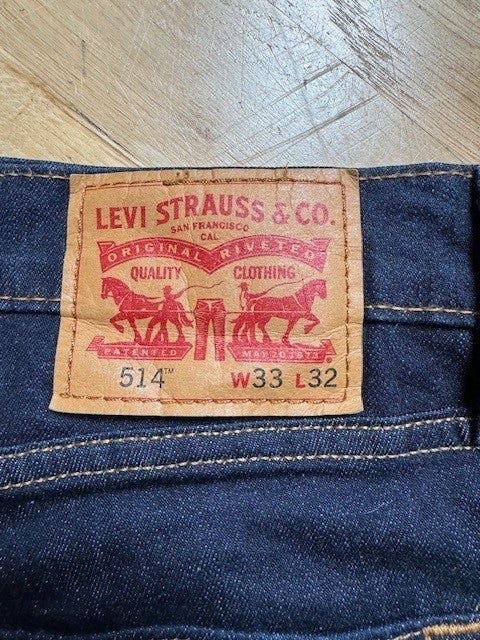 LEVI STRAUSS & CO.
SAN FRANCISCO
CAL
ORIGINAL RIVETED
QUALITY CLOTHING
PATENTED MAY 20 1873
514™ W33 L32